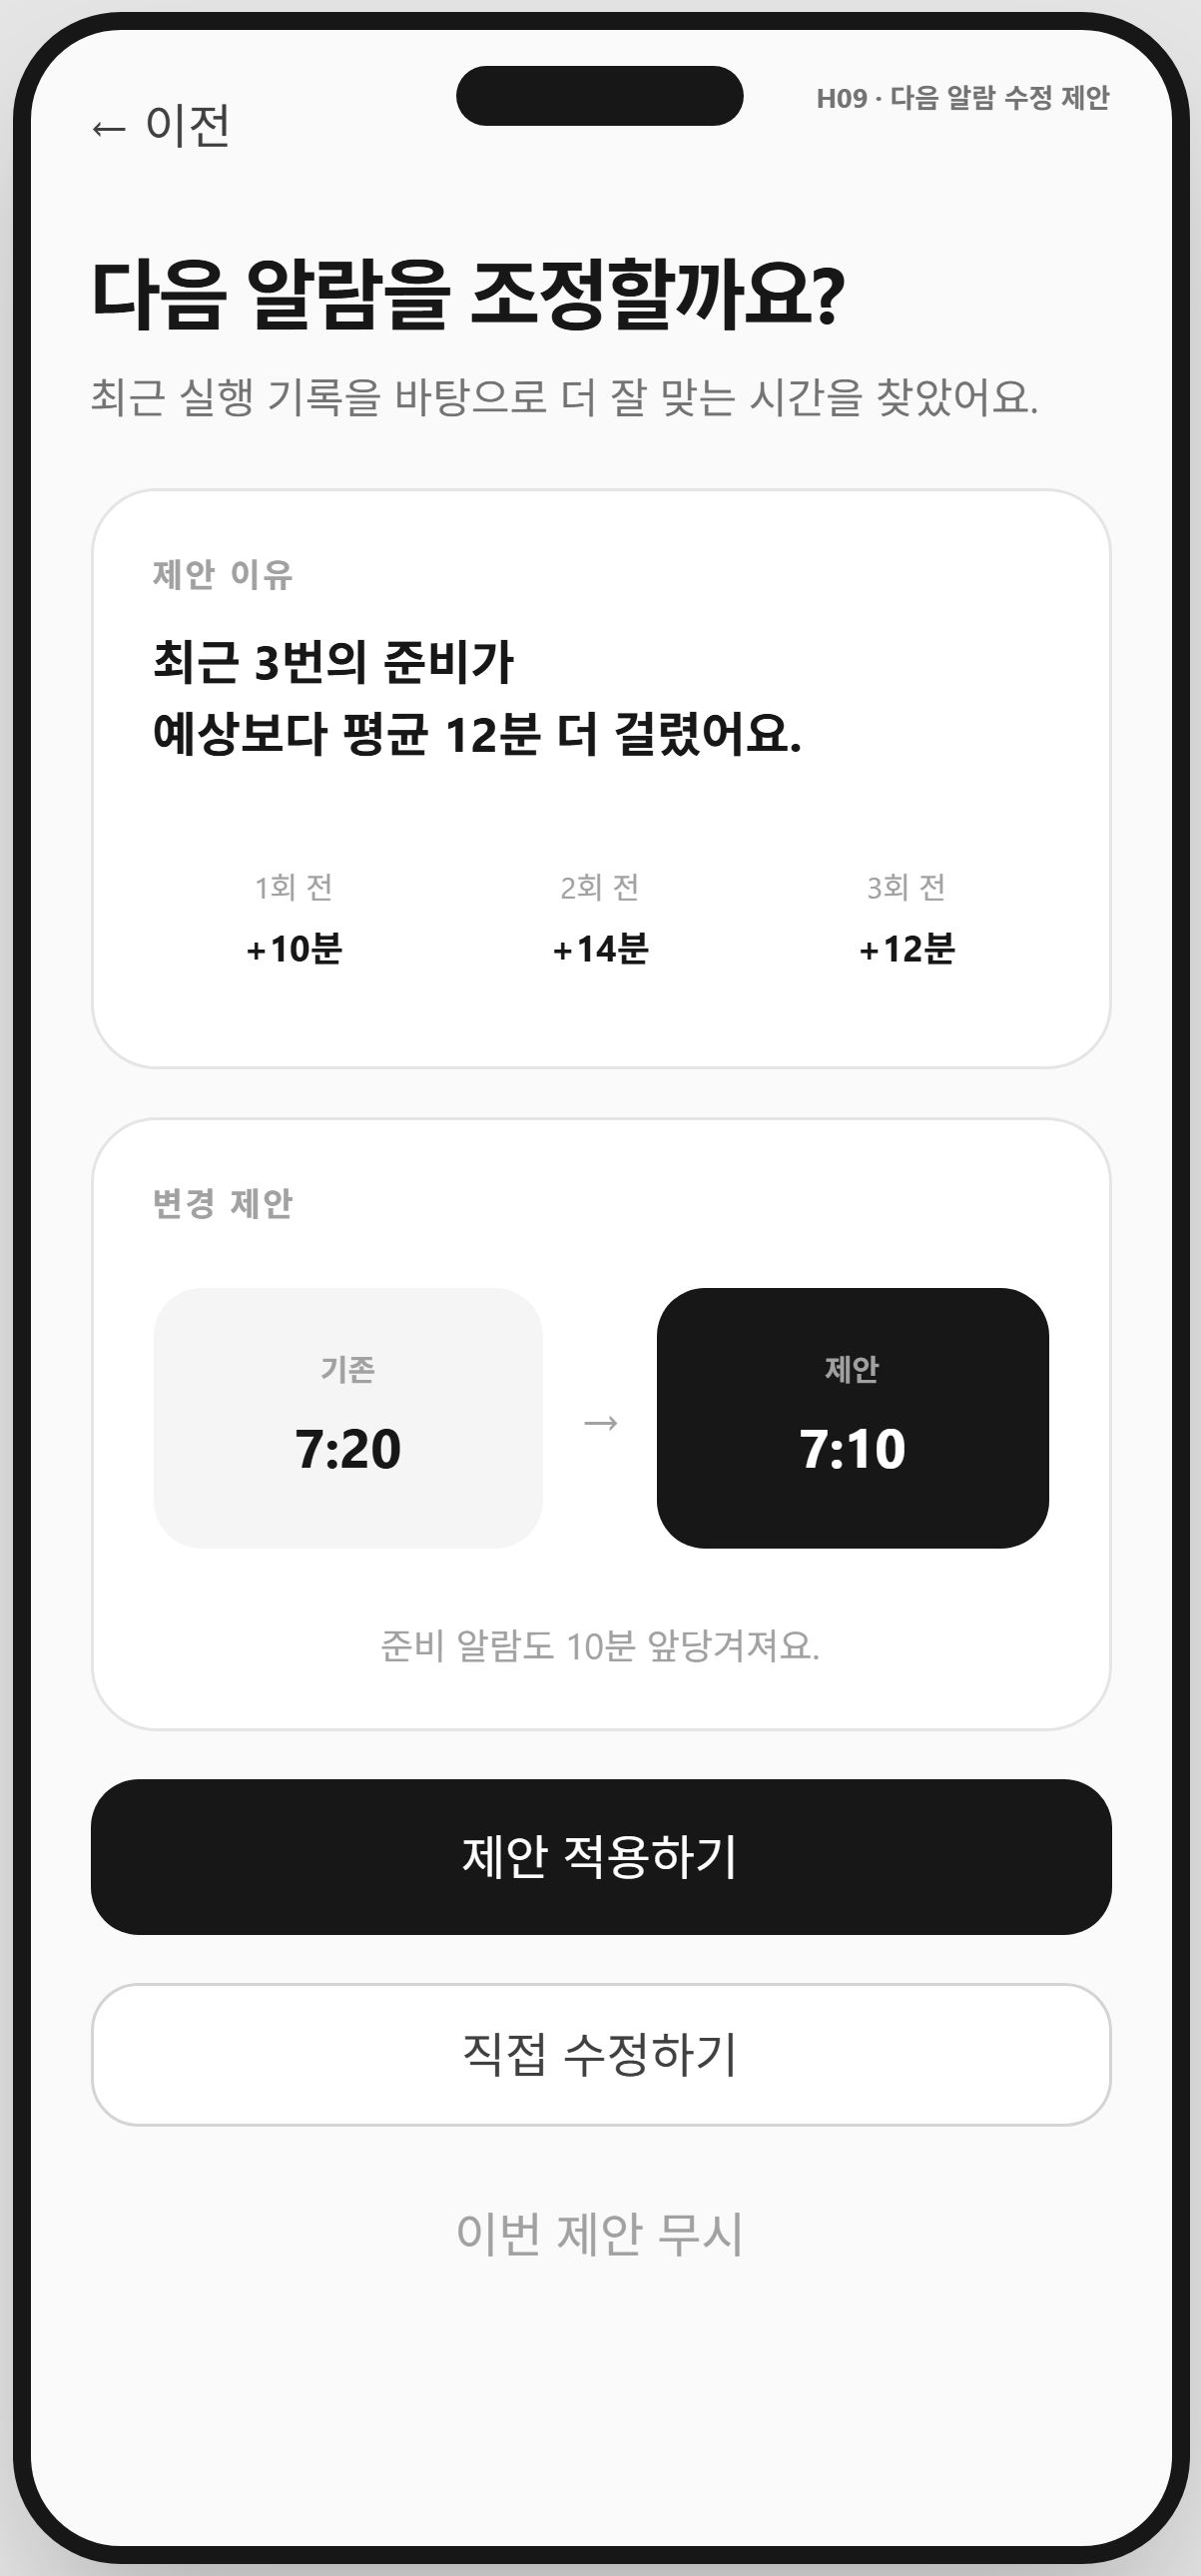 ← 이전
H09 · 다음 알람 수정 제안
다음 알람을 조정할까요?
최근 실행 기록을 바탕으로 더 잘 맞는 시간을 찾았어요.
제안 이유
최근 3번의 준비가
예상보다 평균 12분 더 걸렸어요.
1회 전 2회 전 3회 전
+10분 +14분 +12분
변경 제안
기존 제안
7:20 → 7:10
준비 알람도 10분 앞당겨져요.
제안 적용하기
직접 수정하기
이번 제안 무시